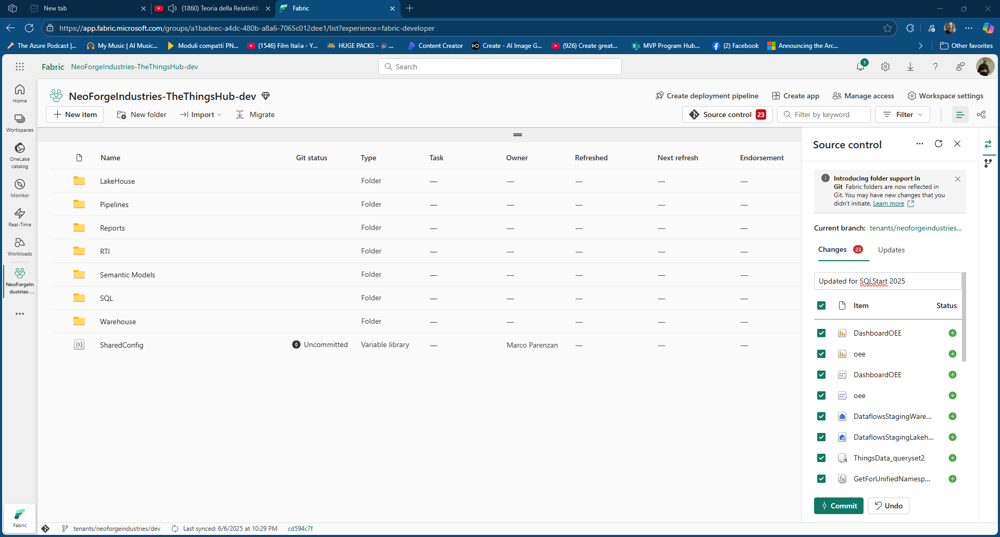 New tab
(1860) Teoria della Relatività
Fabric
https://app.fabric.microsoft.com/groups/a1badeec-a4dc-480b-a8a6-7065c012dee1/list?experience=fabric-developer
The Azure Podcast |...
My Music | AI Music...
Moduli compatti PN...
(1546) Film Italia - Y...
HUGE PACKS - 🎉 ...
Content Creator
Create - AI Image G...
(926) Create great...
MVP Program Hub...
(2) Facebook
Announcing the Arc...
Other favorites
Fabric
NeoForgeIndustries-TheThingsHub-dev
Search
1
Home
Workspaces
OneLake
catalog
Monitor
Real-Time
Workloads
NeoForgeIn
dustries-...
Fabric
NeoForgeIndustries-TheThingsHub-dev
Create deployment pipeline
Create app
Manage access
Workspace settings
New item
New folder
Import
Migrate
Source control 23
Filter by keyword
Filter
Name Git status Type Task Owner Refreshed Next refresh Endorsement
LakeHouse Folder — — — — —
Pipelines Folder — — — — —
Reports Folder — — — — —
RTI Folder — — — — —
Semantic Models Folder — — — — —
SQL Folder — — — — —
Warehouse Folder — — — — —
SharedConfig Uncommitted Variable library — Marco Parenzan — — —
Source control
Introducing folder support in
Git Fabric folders are now reflected in
Git. You may have new changes that you
didn't initiate. Learn more
Current branch: tenants/neoforgeindustries...
Changes 23
Updates
Updated for SQLStart 2025
Item Status
DashboardOEE
oee
DashboardOEE
oee
DataflowsStagingWare...
DataflowsStagingLakeh...
ThingsData_queryset2
GetForUnifiedNamesp...
Commit
Undo
tenants/neoforgeindustries/dev
Last synced: 6/6/2025 at 10:29 PM
cd594c7f